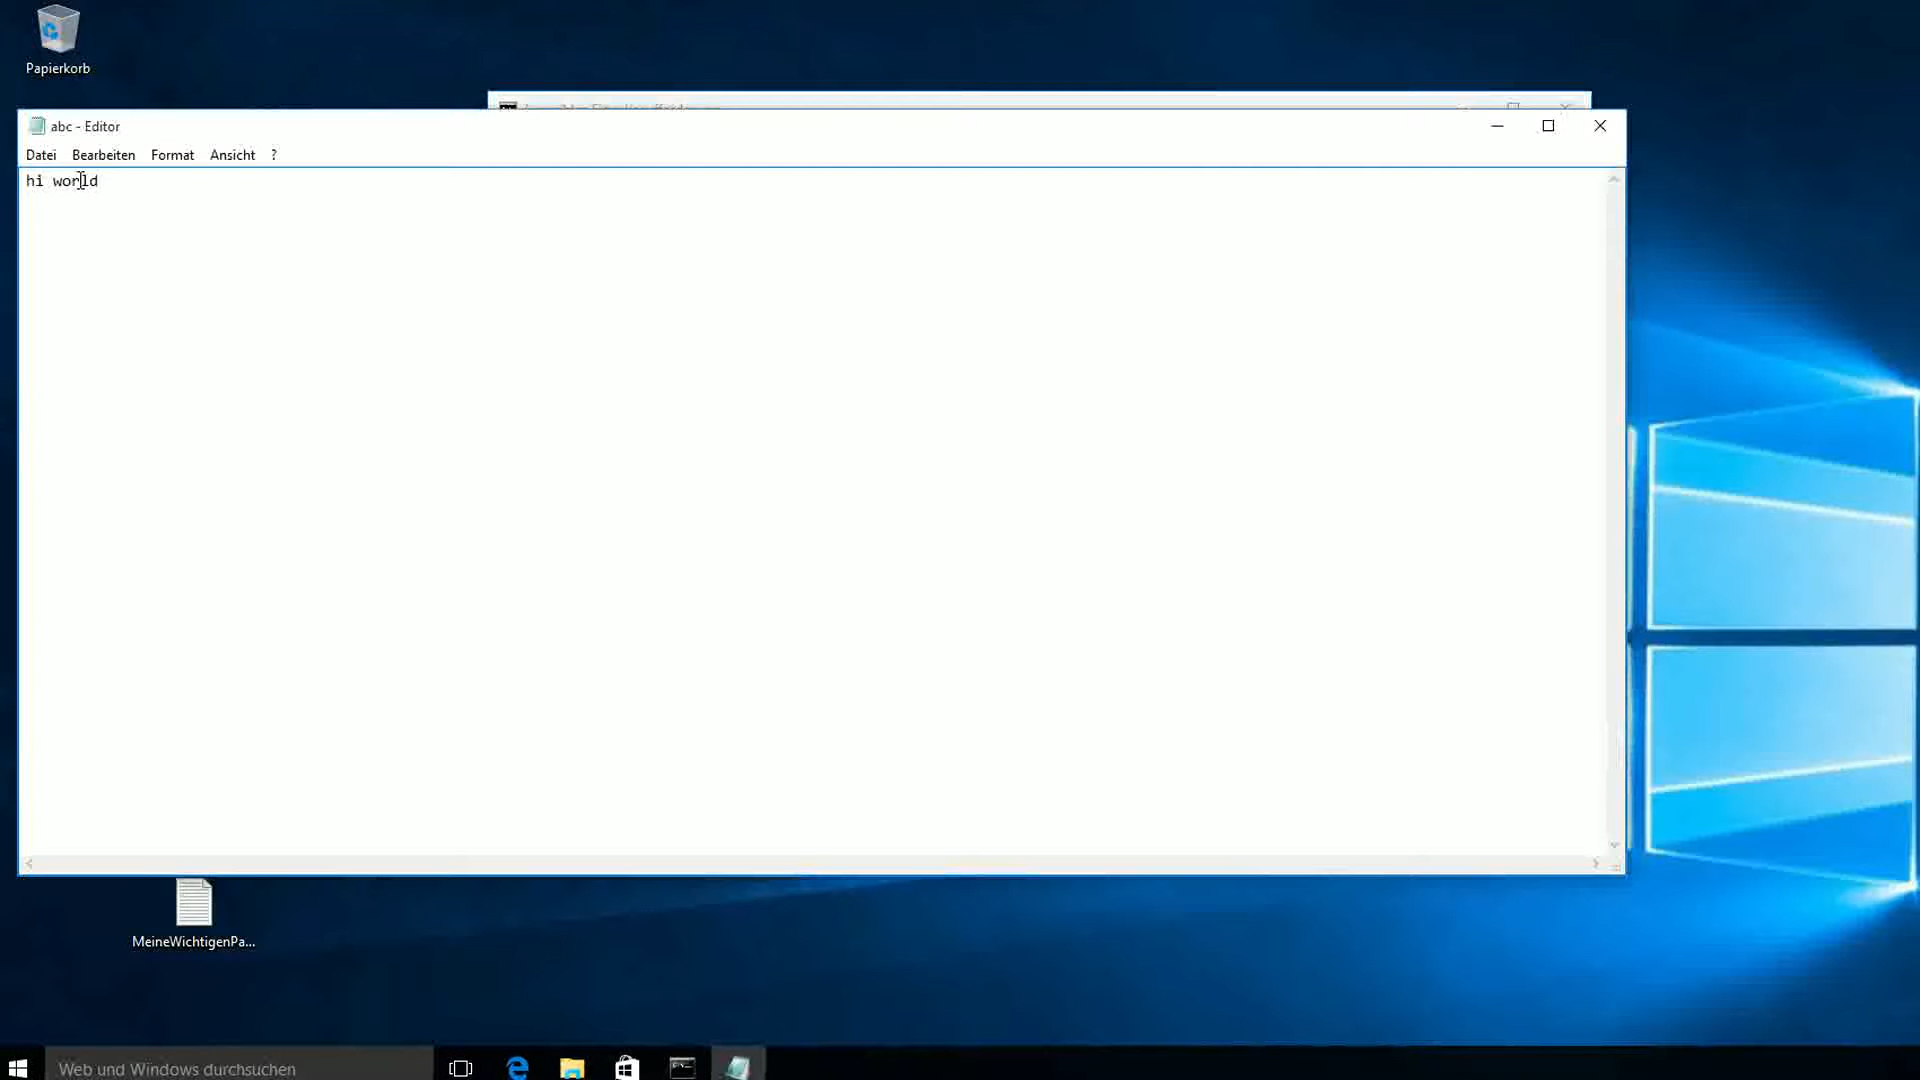 Papierkorb
abc - Editor
Datei Bearbeiten Format Ansicht ?
hi world
MeineWichtigenPa...
Web und Windows durchsuchen